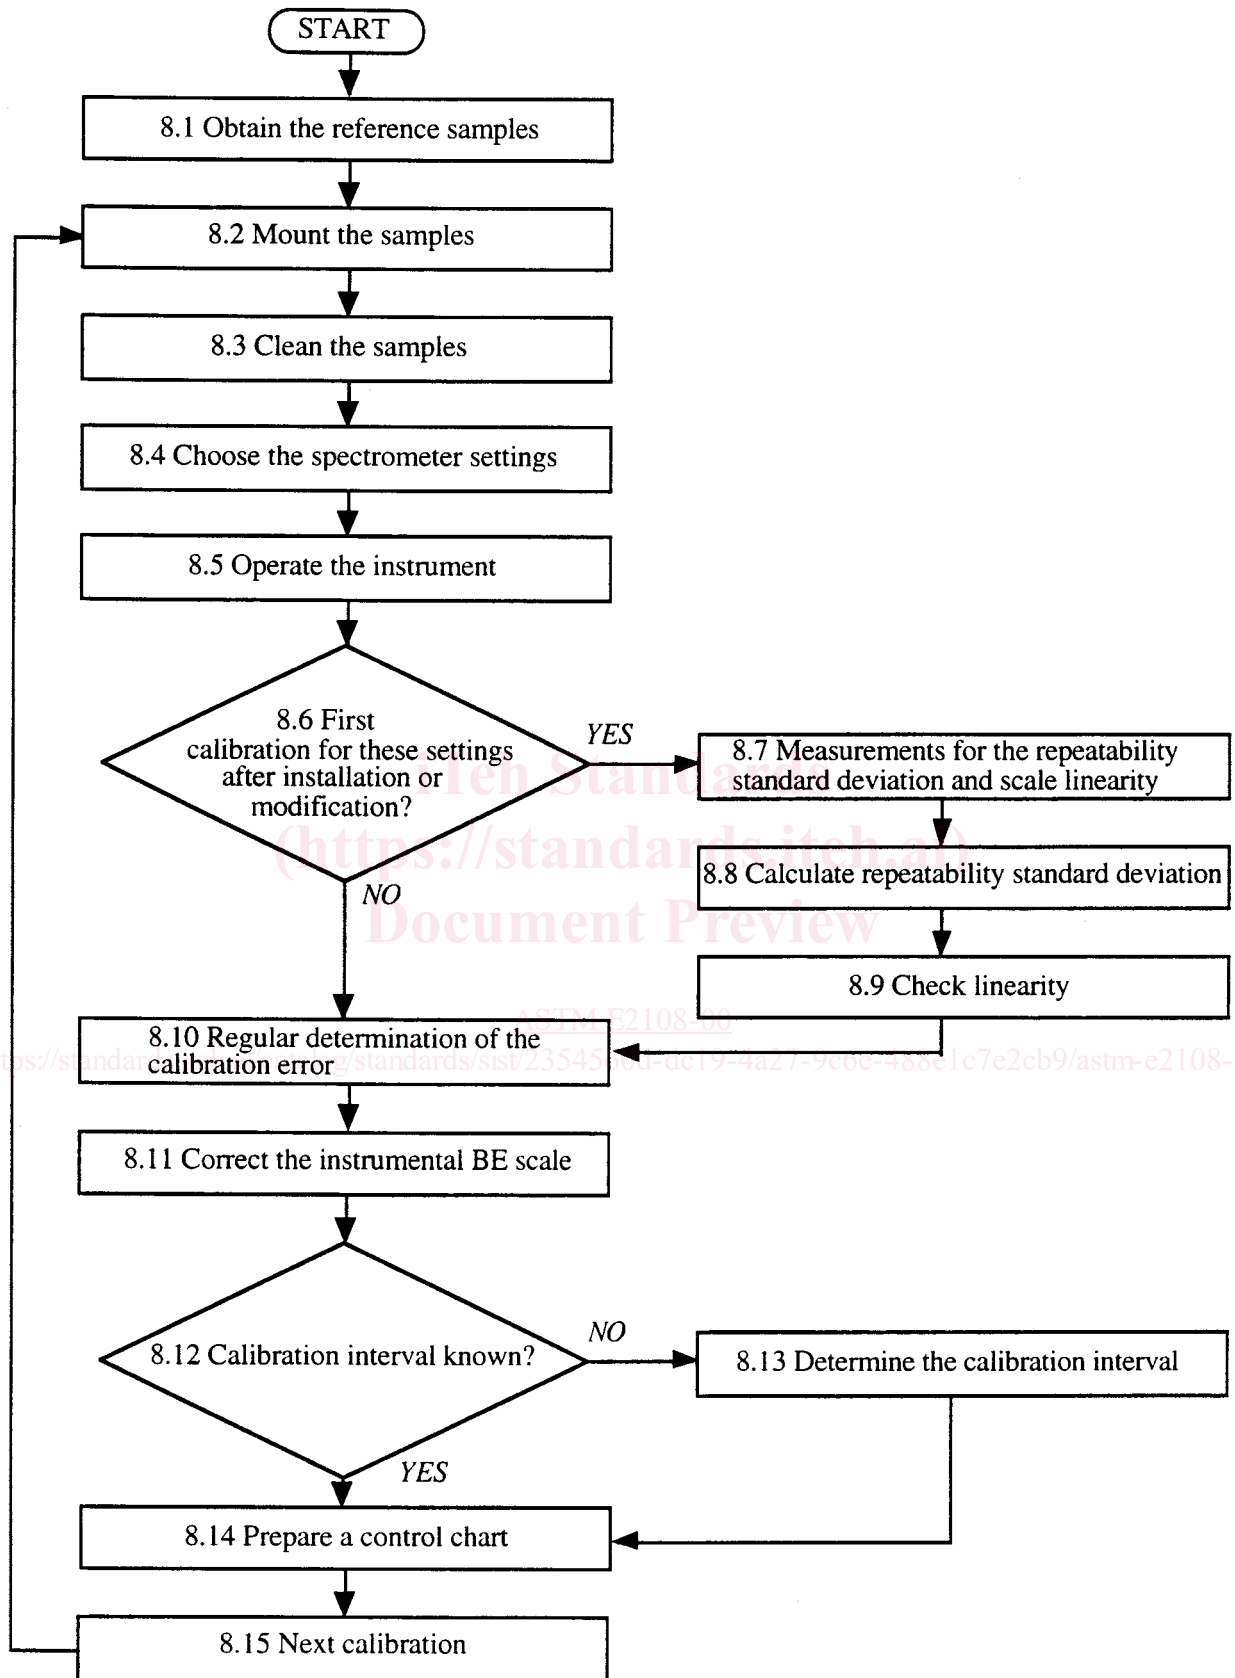 START
8.1 Obtain the reference samples
8.2 Mount the samples
8.3 Clean the samples
8.4 Choose the spectrometer settings
8.5 Operate the instrument
8.6 First
calibration for these settings
after installation or
modification?
YES
8.7 Measurements for the repeatability
standard deviation and scale linearity
iTeh Standards
(https://standards.iteh.ai)
8.8 Calculate repeatability standard deviation
NO
Document Preview
8.9 Check linearity
ASTM E2108-00
8.10 Regular determination of the
calibration error
8.11 Correct the instrumental BE scale
8.12 Calibration interval known?
NO
8.13 Determine the calibration interval
YES
8.14 Prepare a control chart
8.15 Next calibration